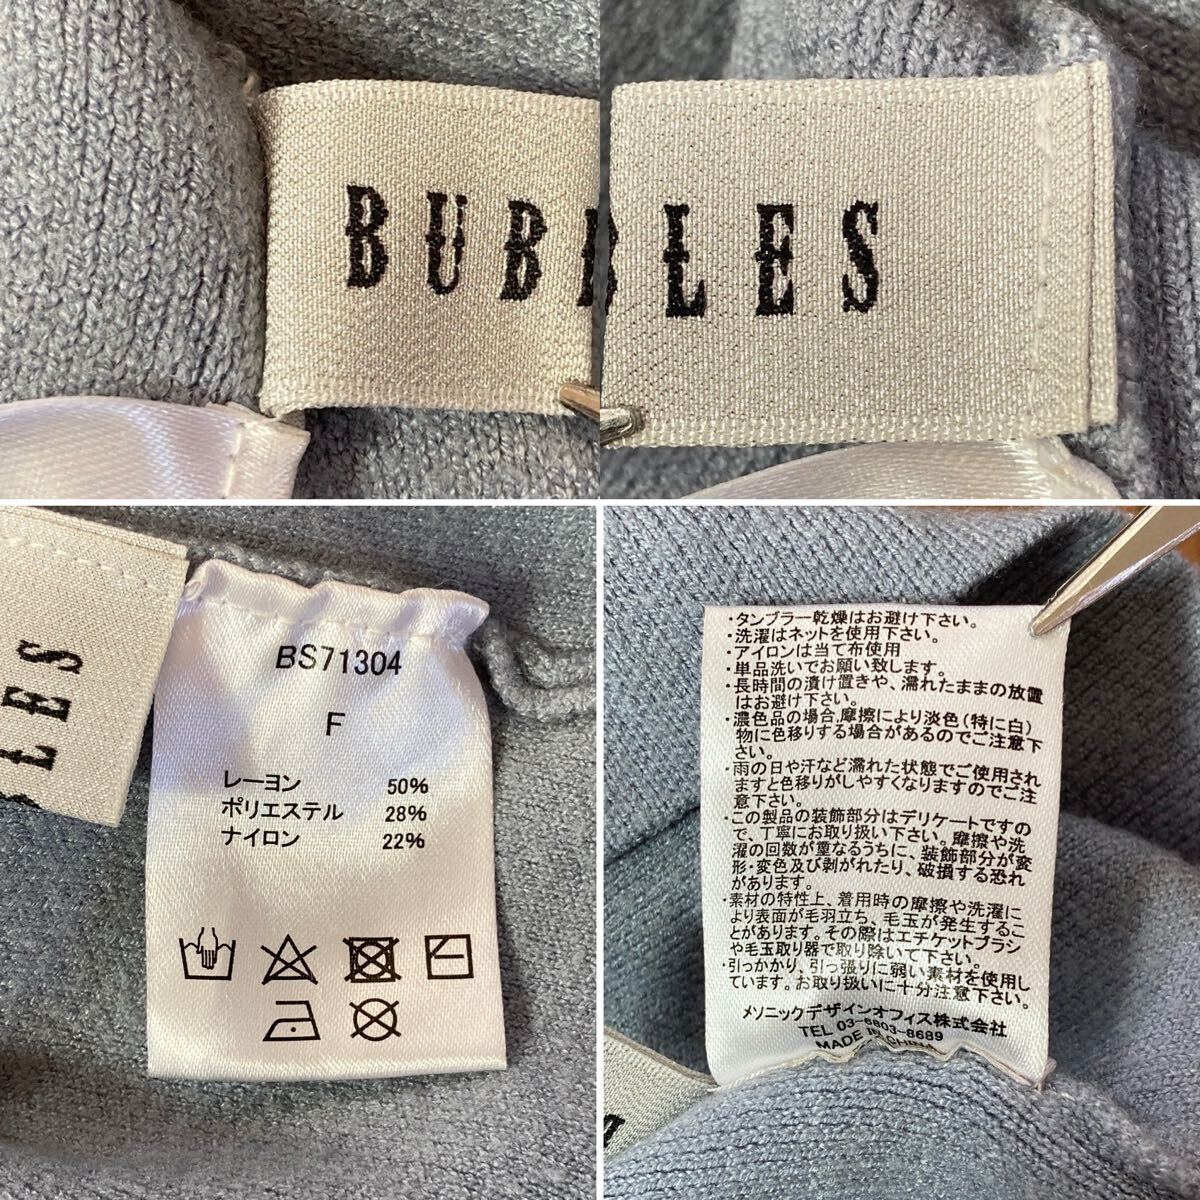 BUBB
BLES
LES
BS71304
F
レーヨン 50%
ポリエステル 28%
ナイロン 22%
・タンブラー乾燥はお避け下さい。
・洗濯はネットを使用下さい。
・アイロンは当て布使用
・単品洗いでお願い致します。
・長時間の漬け置きや、濡れたままの放置
はお避け下さい。
・濃色品の場合,摩擦により淡色(特に白)
物に色移りする場合があるのでご注意下
さい。
・雨の日や汗など濡れた状態でご使用され
ますと色移りがしやすくなりますのでご注
意下さい。
・この製品の装飾部分はデリケートですの
で、丁寧にお取り扱い下さい。摩擦や洗
濯の回数が重なるうちに、装飾部分が変
形・変色及び剥がれたり、破損する恐れ
があります。
・素材の特性上、着用時の摩擦や洗濯に
より表面が毛羽立ち、毛玉が発生するこ
とがあります。その際はエチケットブラシ
や毛玉取り器で取り除いて下さい。
・引っかかり、引っ張りに弱い素材を使用し
ています。お取り扱いに十分注意下さい。
メソニックデザインオフィス株式会社
TEL 03-6803-8689
MADE IN CHINA